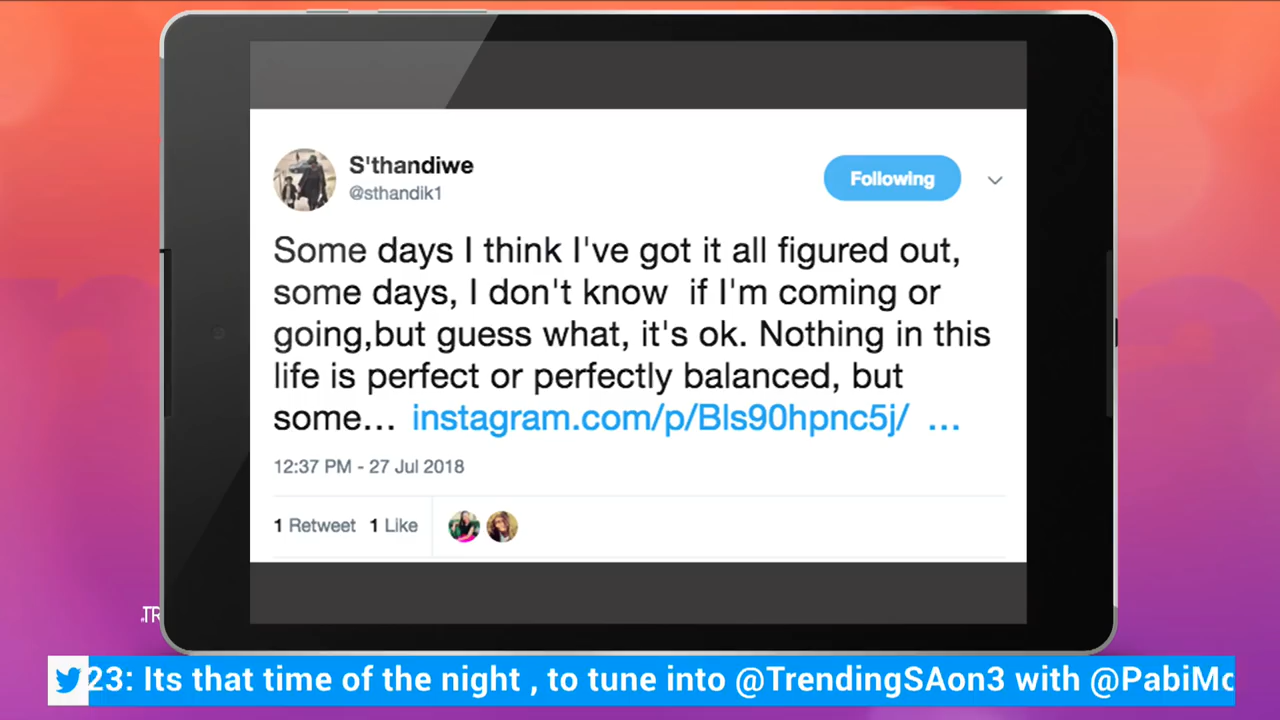 S'thandiwe
@sthandik1
Following
Some days I think I've got it all figured out,
some days, I don't know if I'm coming or
going,but guess what, it's ok. Nothing in this
life is perfect or perfectly balanced, but
some... instagram.com/p/Bls90hpnc5j/ ...
12:37 PM - 27 Jul 2018
1 Retweet 1 Like
23: Its that time of the night , to tune into @TrendingSAon3 with